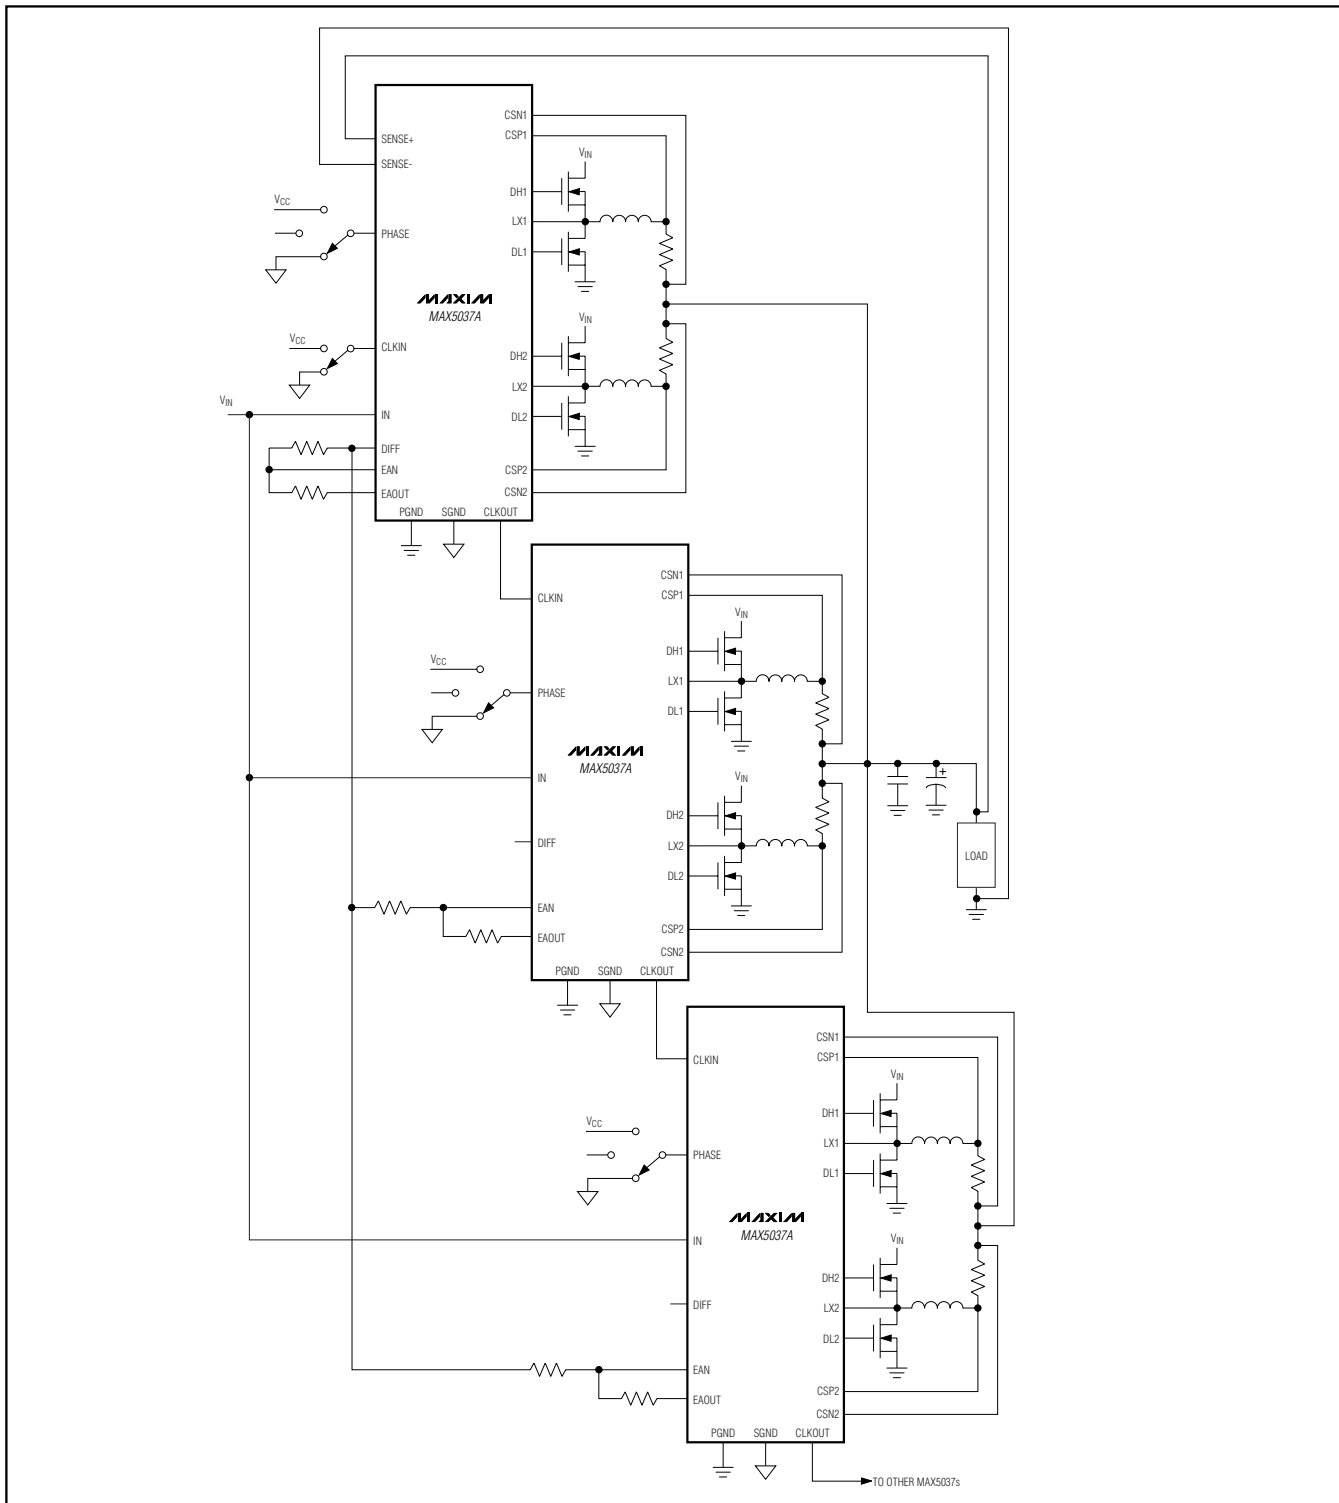 CSN1
CSP1
SENSE+
SENSE-
VIN
DH1
VCC
LX1
PHASE
DL1
MAXIM
MAX5037A
VIN
VCC
CLKIN
DH2
LX2
VIN
IN
DL2
DIFF
EAN
CSP2
EAOUT
CSN2
PGND SGND CLKOUT
CSN1
CSP1
CLKIN
VIN
DH1
VCC
LX1
PHASE
DL1
MAXIM
MAX5037A
IN
VIN
DH2
DIFF
LX2
LOAD
DL2
EAN
CSP2
EAOUT
CSN2
PGND SGND CLKOUT
CSN1
CSP1
CLKIN
VIN
DH1
VCC
LX1
PHASE
DL1
MAXIM
MAX5037A
IN
VIN
DH2
DIFF
LX2
DL2
EAN
CSP2
EAOUT
CSN2
PGND SGND CLKOUT
TO OTHER MAX5037s
+